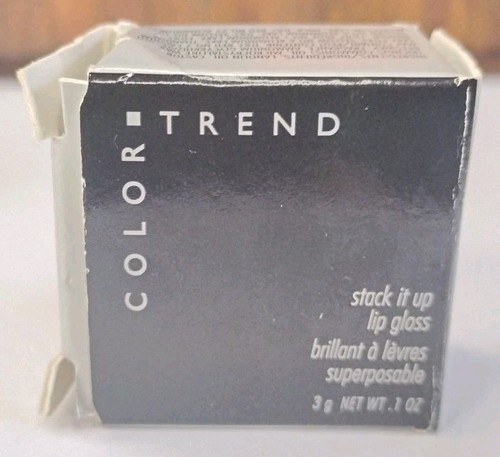 COLOR ■ TREND
stack it up
lip gloss
brillant à lèvres
superposable
3 g NET WT .1 OZ